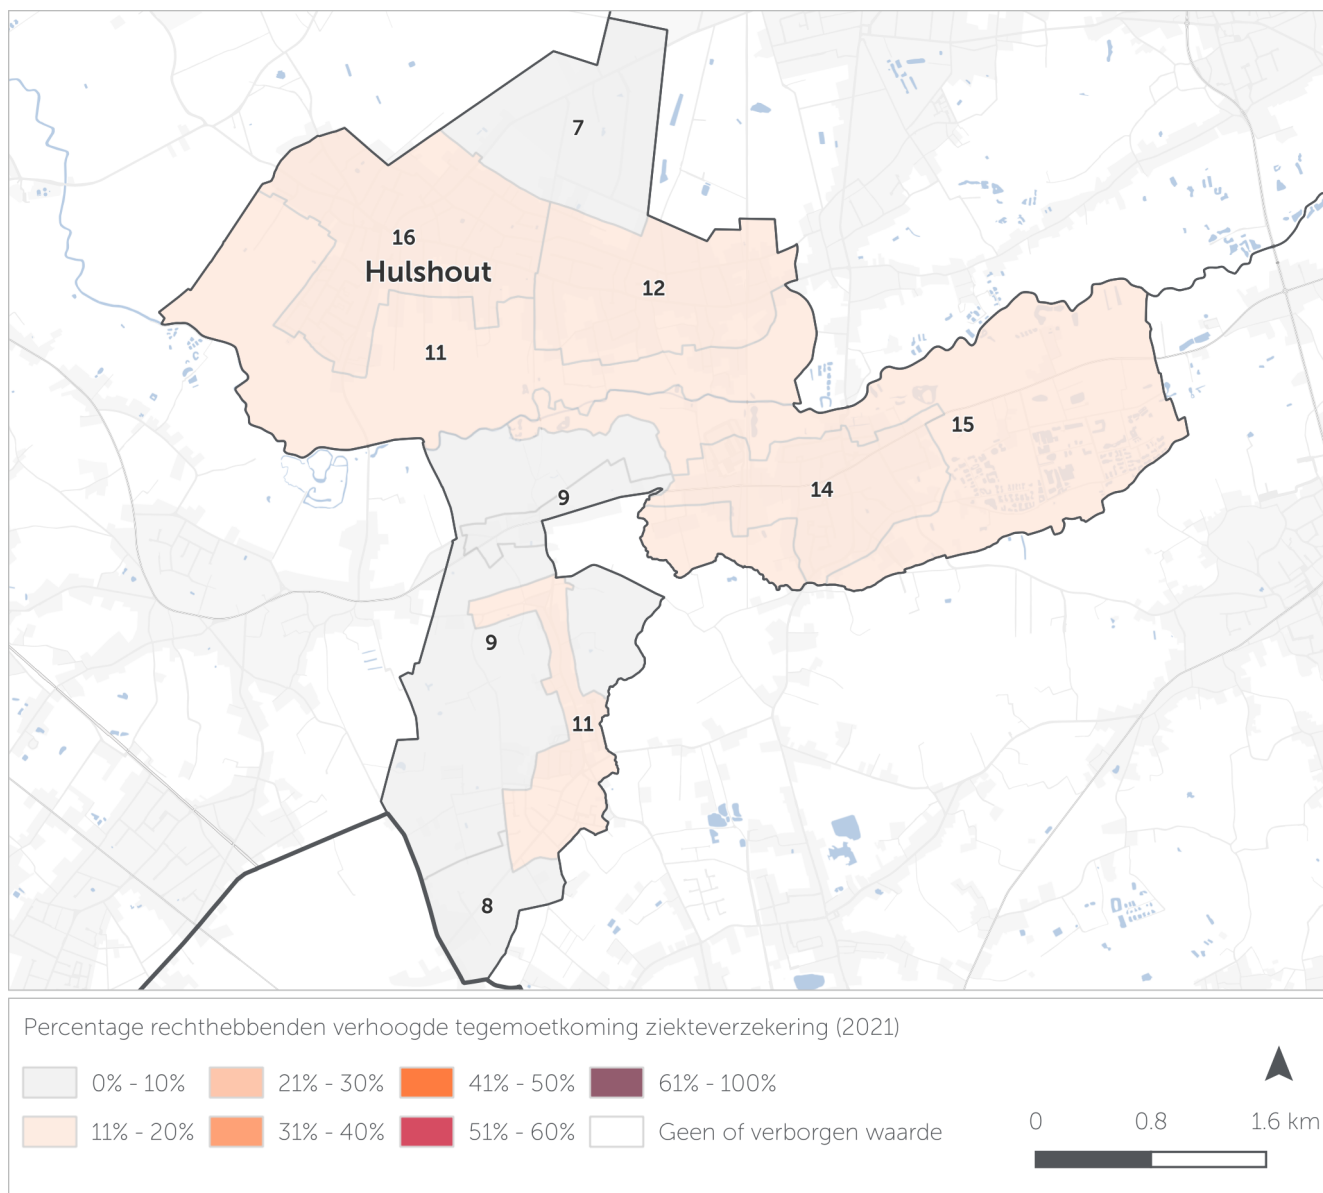 7
16
Hulshout
12
11
15
14
9
9
11
8
Percentage rechthebbenden verhoogde tegemoetkoming ziekteverzekering (2021)
0% - 10% 21% - 30% 41% - 50% 61% - 100%
11% - 20% 31% - 40% 51% - 60% Geen of verborgen waarde
0 0.8 1.6 km